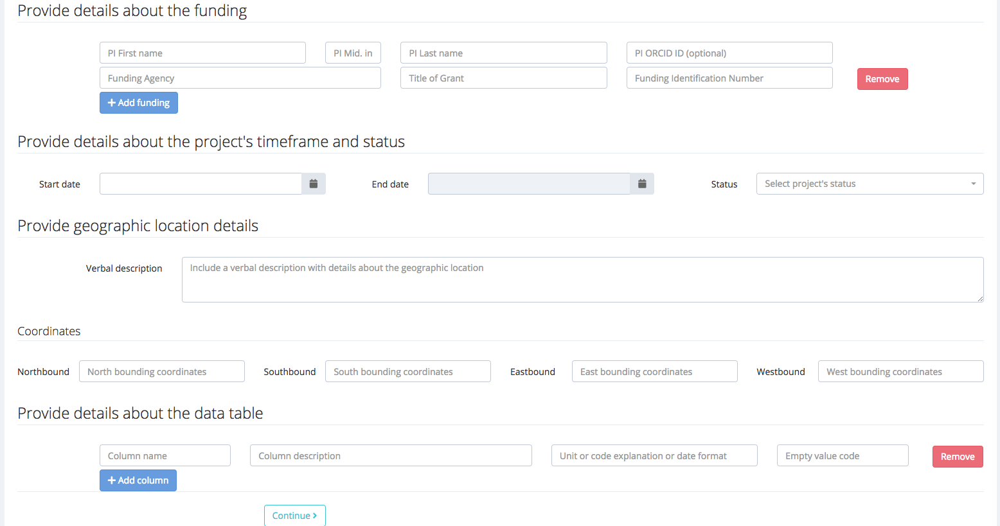 Provide details about the funding
PI First name PI Mid. in PI Last name PI ORCID ID (optional)
Funding Agency Title of Grant Funding Identification Number Remove
Add funding
Provide details about the project's timeframe and status
Start date End date Status Select project's status
Provide geographic location details
Verbal description Include a verbal description with details about the geographic location
Coordinates
Northbound North bounding coordinates Southbound South bounding coordinates Eastbound East bounding coordinates Westbound West bounding coordinates
Provide details about the data table
Column name Column description Unit or code explanation or date format Empty value code Remove
Add column
Continue